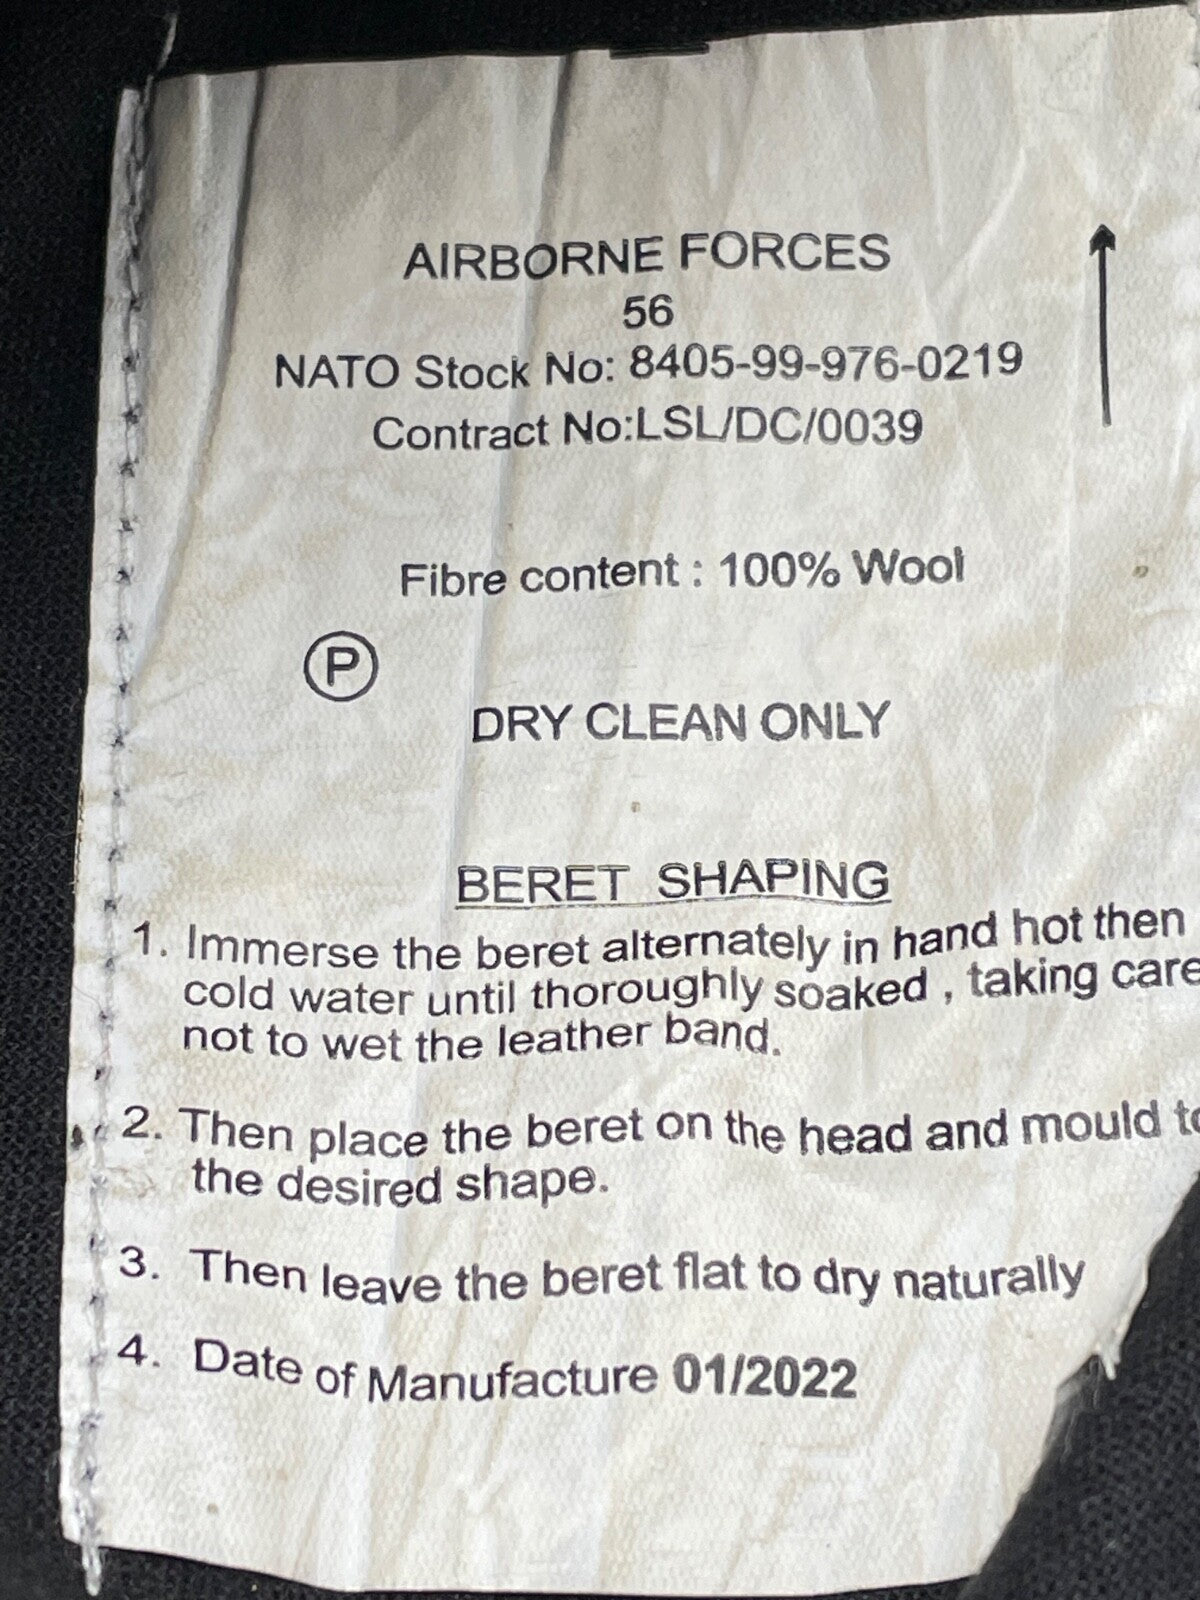 AIRBORNE FORCES
56
NATO Stock No: 8405-99-976-0219
Contract No:LSL/DC/0039
Fibre content : 100% Wool
P
DRY CLEAN ONLY
BERET SHAPING
1. Immerse the beret alternately in hand hot then
cold water until thoroughly soaked , taking care
not to wet the leather band.
2. Then place the beret on the head and mould to
the desired shape.
3. Then leave the beret flat to dry naturally
4. Date of Manufacture 01/2022